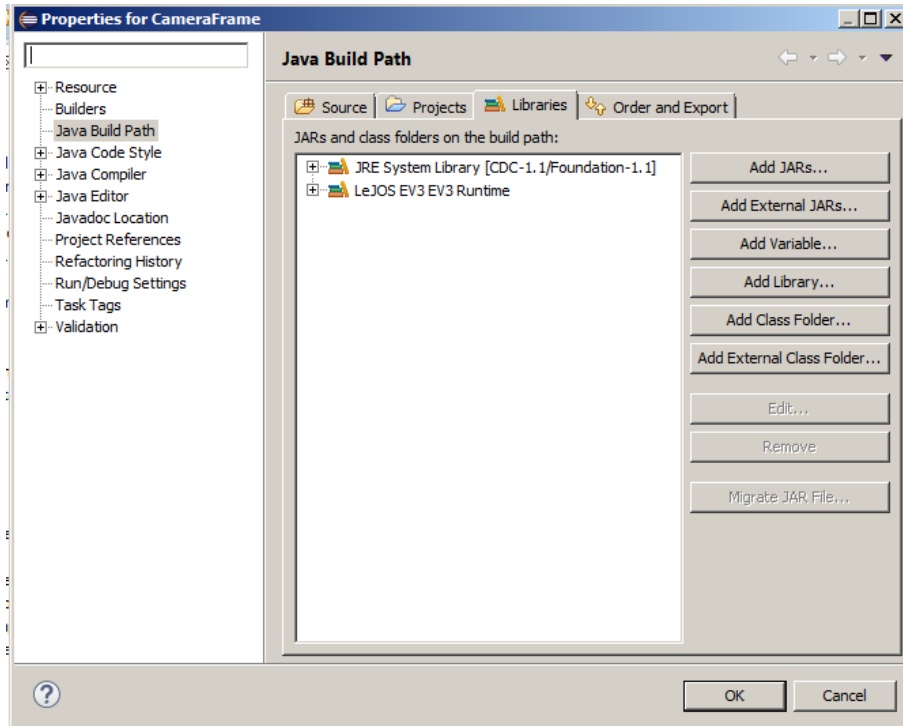 Properties for CameraFrame
Java Build Path
Resource
Builders
Java Build Path
Java Code Style
Java Compiler
Java Editor
Javadoc Location
Project References
Refactoring History
Run/Debug Settings
Task Tags
Validation
Source
Projects
Libraries
Order and Export
JARs and class folders on the build path:
JRE System Library [CDC-1.1/Foundation-1.1]
LeJOS EV3 EV3 Runtime
Add JARs...
Add External JARs...
Add Variable...
Add Library...
Add Class Folder...
Add External Class Folder...
Edit...
Remove
Migrate JAR File...
?
OK
Cancel